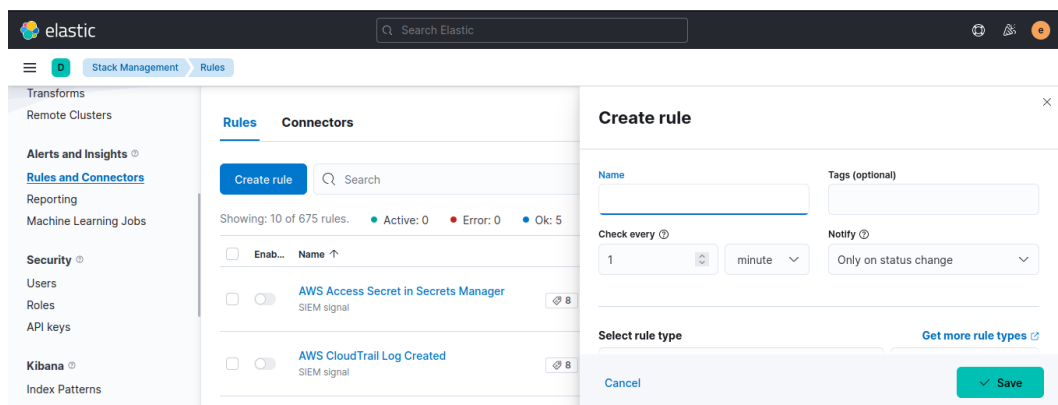 elastic
Search Elastic
e
D
Stack Management
Rules
Transforms
Remote Clusters
Alerts and Insights
Rules and Connectors
Reporting
Machine Learning Jobs
Security
Users
Roles
API keys
Kibana
Index Patterns
Rules Connectors
Create rule
Search
Showing: 10 of 675 rules. Active: 0 Error: 0 Ok: 5
Enab... Name ↑
AWS Access Secret in Secrets Manager
SIEM signal
8
AWS CloudTrail Log Created
SIEM signal
8
Create rule
Name
Tags (optional)
Check every
Notify
1
minute
Only on status change
Select rule type
Get more rule types
Cancel
Save